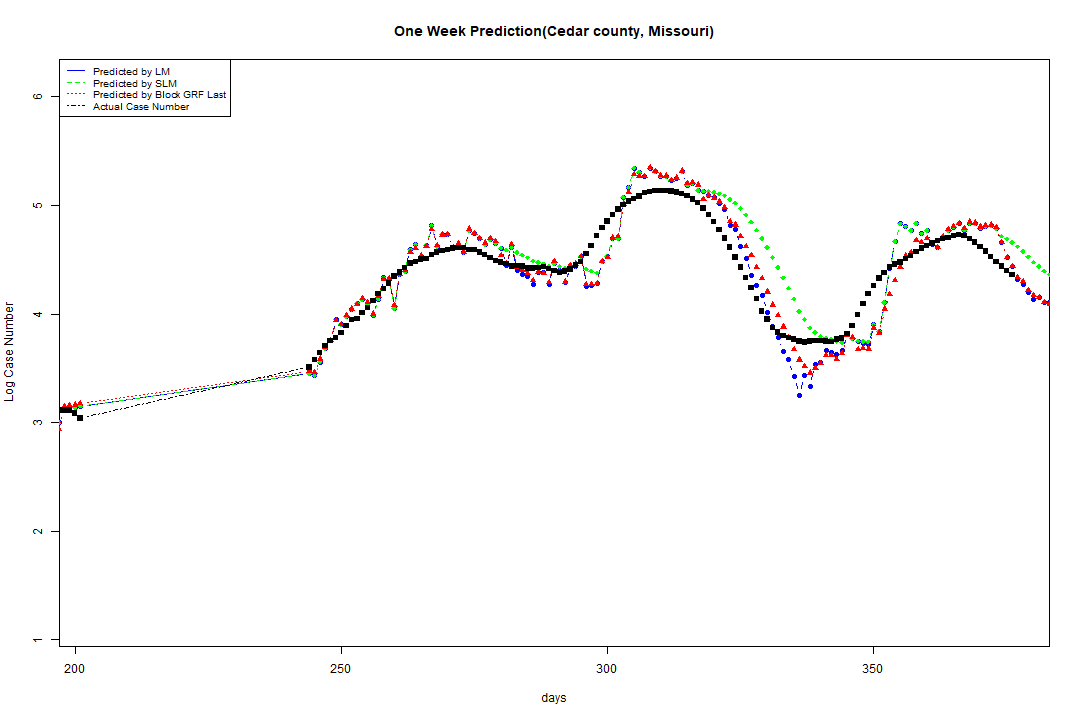 One Week Prediction(Cedar county, Missouri)
Predicted by LM
Predicted by SLM
Predicted by Block GRF Last
Actual Case Number
6
5
4
3
2
1
Log Case Number
200 250 300 350
days